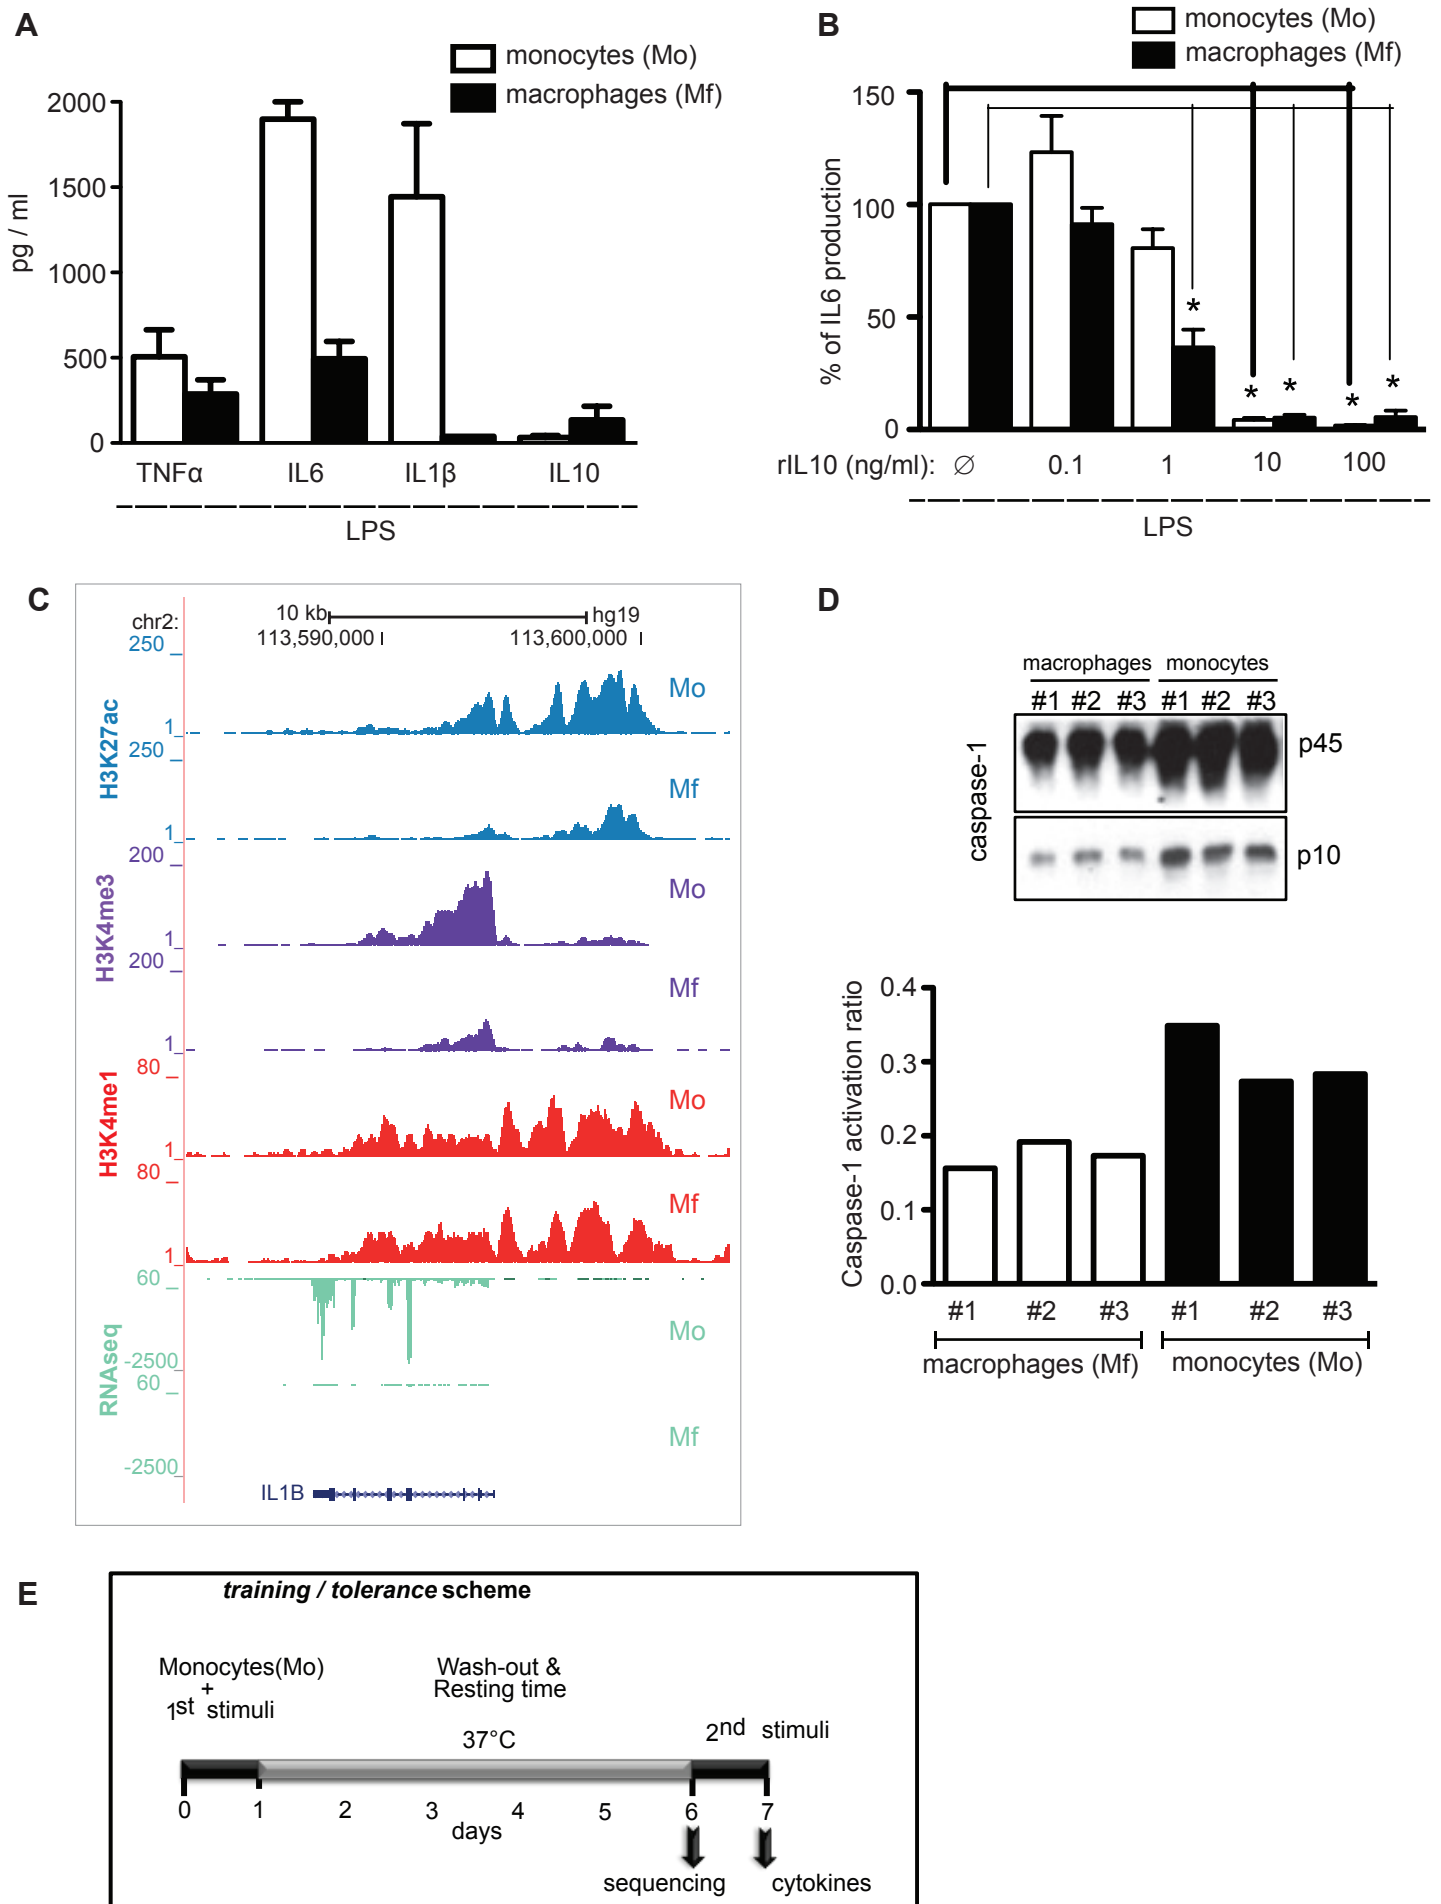 A
monocytes (Mo)
macrophages (Mf)
2000
1500
1000
500
0
pg / ml
TNFα IL6 IL1β IL10
LPS
B
monocytes (Mo)
macrophages (Mf)
150
100
50
0
% of IL6 production
* * * * *
rIL10 (ng/ml): ∅ 0.1 1 10 100
LPS
C
10 kb hg19
chr2: 113,590,000 113,600,000
H3K27ac
250
1
Mo
250
1
Mf
H3K4me3
200
1
Mo
200
1
Mf
H3K4me1
80
1
Mo
80
1
Mf
RNAseq
60
-2500
Mo
60
-2500
Mf
IL1B
D
macrophages monocytes
#1 #2 #3 #1 #2 #3
caspase-1
p45
p10
0.4
0.3
0.2
0.1
0.0
Caspase-1 activation ratio
#1 #2 #3 #1 #2 #3
macrophages (Mf) monocytes (Mo)
E
training / tolerance scheme
Monocytes(Mo)
+
1st stimuli
Wash-out &
Resting time
37°C
2nd stimuli
0 1 2 3 4 5 6 7
days
sequencing cytokines